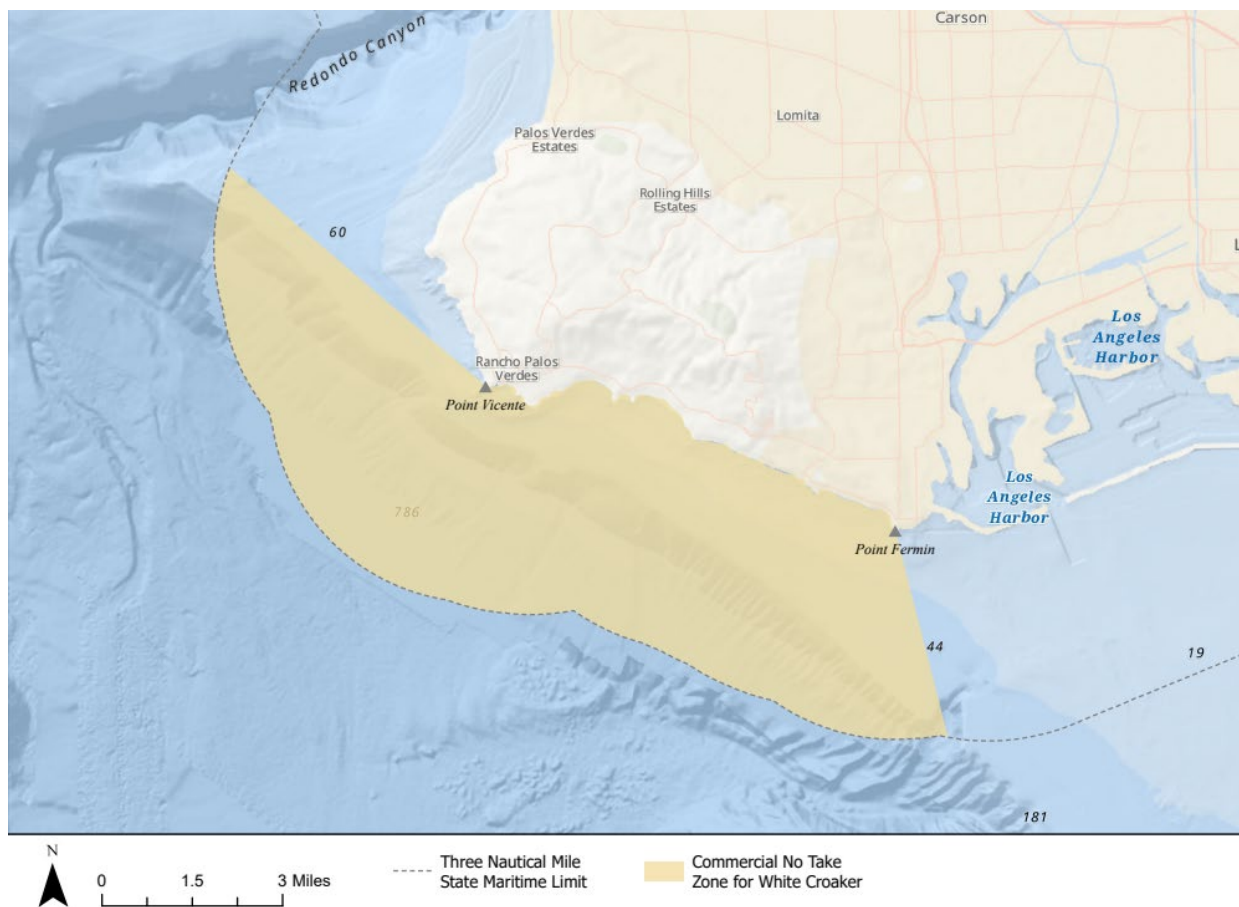 Carson
Redondo Canyon
Lomita
Palos Verdes
Estates
Rolling Hills
Estates
60
L
Los
Angeles
Harbor
Rancho Palos
Verdes
Point Vicente
Los
Angeles
Harbor
786
Point Fermin
44
19
181
N
0 1.5 3 Miles
Three Nautical Mile
State Maritime Limit
Commercial No Take
Zone for White Croaker